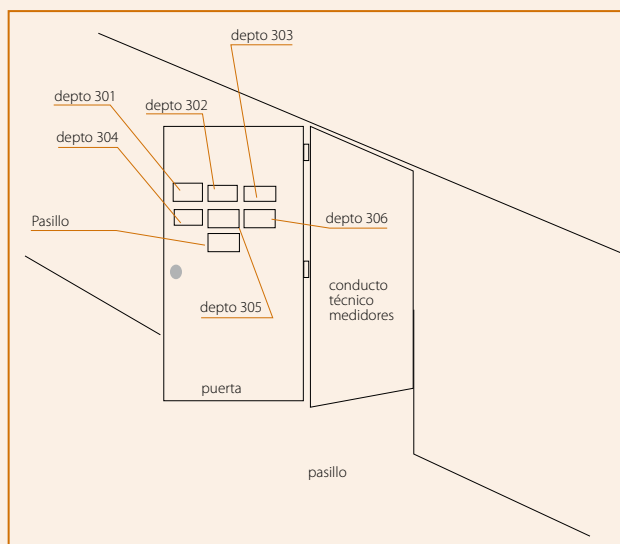 depto 303
depto 301
depto 302
depto 304
Pasillo
depto 306
depto 305
conducto
técnico
medidores
puerta
pasillo